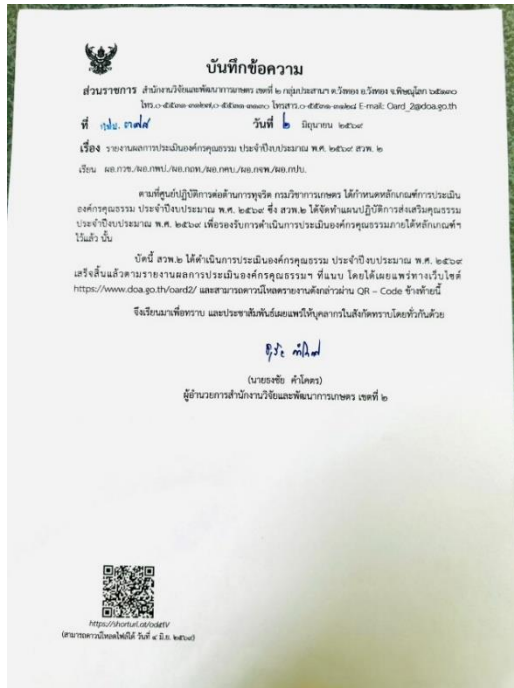 บันทึกข้อความ
ส่วนราชการ สำนักงานวิจัยและพัฒนาการเกษตร เขตที่ ๒ กลุ่มประสานฯ ต.วังทอง อ.วังทอง จ.พิษณุโลก ๖๕๑๓๐
โทร.๐-๕๕๓๑-๓๑๒๗,๐-๕๕๓๑-๓๑๓๐ โทรสาร.๐-๕๕๓๑-๓๑๒๘ E-mail: Oard_2@doa.go.th
ที่ วันที่ ๒ มิถุนายน ๒๕๖๙
เรื่อง รายงานผลการประเมินองค์กรคุณธรรม ประจำปีงบประมาณ พ.ศ. ๒๕๖๙ สวพ. ๒
เรียน ผอ.กวช./ผอ.กพป./ผอ.กถท./ผอ.กคบ./ผอ.กจพ./ผอ.กปบ.
ตามที่ศูนย์ปฏิบัติการต่อต้านการทุจริต กรมวิชาการเกษตร ได้กำหนดหลักเกณฑ์การประเมิน
องค์กรคุณธรรม ประจำปีงบประมาณ พ.ศ. ๒๕๖๙ ซึ่ง สวพ.๒ ได้จัดทำแผนปฏิบัติการส่งเสริมคุณธรรม
ประจำปีงบประมาณ พ.ศ. ๒๕๖๙ เพื่อรองรับการดำเนินการประเมินองค์กรคุณธรรมภายใต้หลักเกณฑ์ฯ
ไว้แล้ว นั้น
บัดนี้ สวพ.๒ ได้ดำเนินการประเมินองค์กรคุณธรรม ประจำปีงบประมาณ พ.ศ. ๒๕๖๙
เสร็จสิ้นแล้วตามรายงานผลการประเมินองค์กรคุณธรรมฯ ที่แนบ โดยได้เผยแพร่ทางเว็บไซต์
https://www.doa.go.th/oard2/ และสามารถดาวน์โหลดรายงานดังกล่าวผ่าน QR – Code ข้างท้ายนี้
จึงเรียนมาเพื่อทราบ และประชาสัมพันธ์เผยแพร่ให้บุคลากรในสังกัดทราบโดยทั่วกันด้วย
(นายธงชัย คำโคตร)
ผู้อำนวยการสำนักงานวิจัยและพัฒนาการเกษตร เขตที่ ๒
(สามารถดาวน์โหลดไฟล์ได้ วันที่ ๔ มิ.ย. ๒๕๖๙)